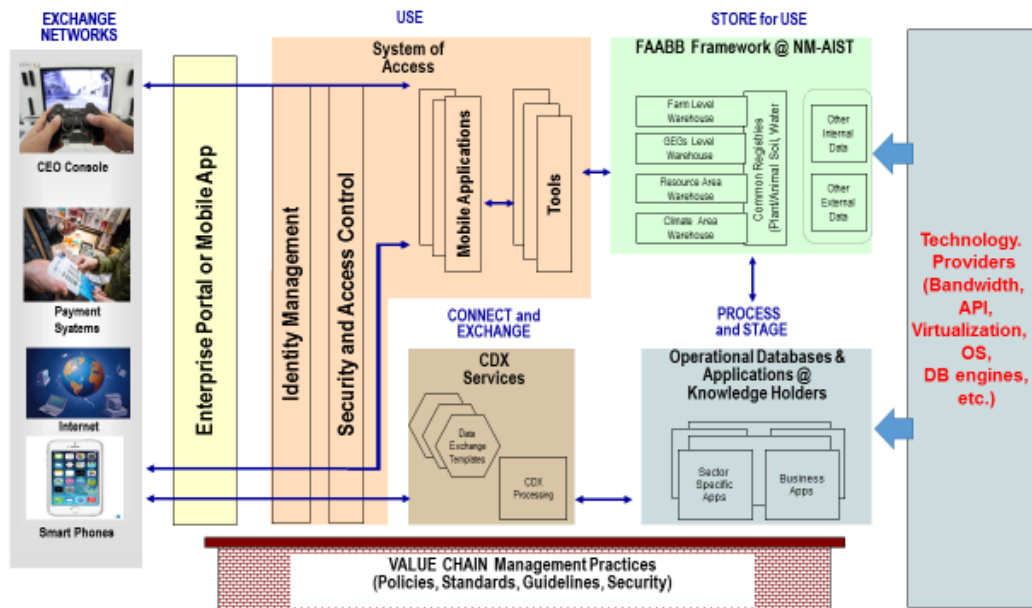 EXCHANGE
NETWORKS
CEO Console
Payment
Syatems
Internet
Smart Phones
Enterprise Portal or Mobile App
USE
System of
Access
Identity Management
Security and Access Control
Mobile Applications
Tools
STORE for USE
FAABB Framework @ NM-AIST
Farm Level
Warehouse
GEGs Level
Warehouse
Resource Area
Warehouse
Climate Area
Warehouse
Common Registries
(Plant/Animal Soil, Water
Other
Internal
Data
Other
External
Data
CONNECT and
EXCHANGE
CDX
Services
Data
Exchange
Templates
CDX
Processing
PROCESS
and STAGE
Operational Databases &
Applications @
Knowledge Holders
Sector
Specific
Apps
Business
Apps
Technology.
Providers
(Bandwidth,
API,
Virtualization,
OS,
DB engines,
etc.)
VALUE CHAIN Management Practices
(Policies, Standards, Guidelines, Security)